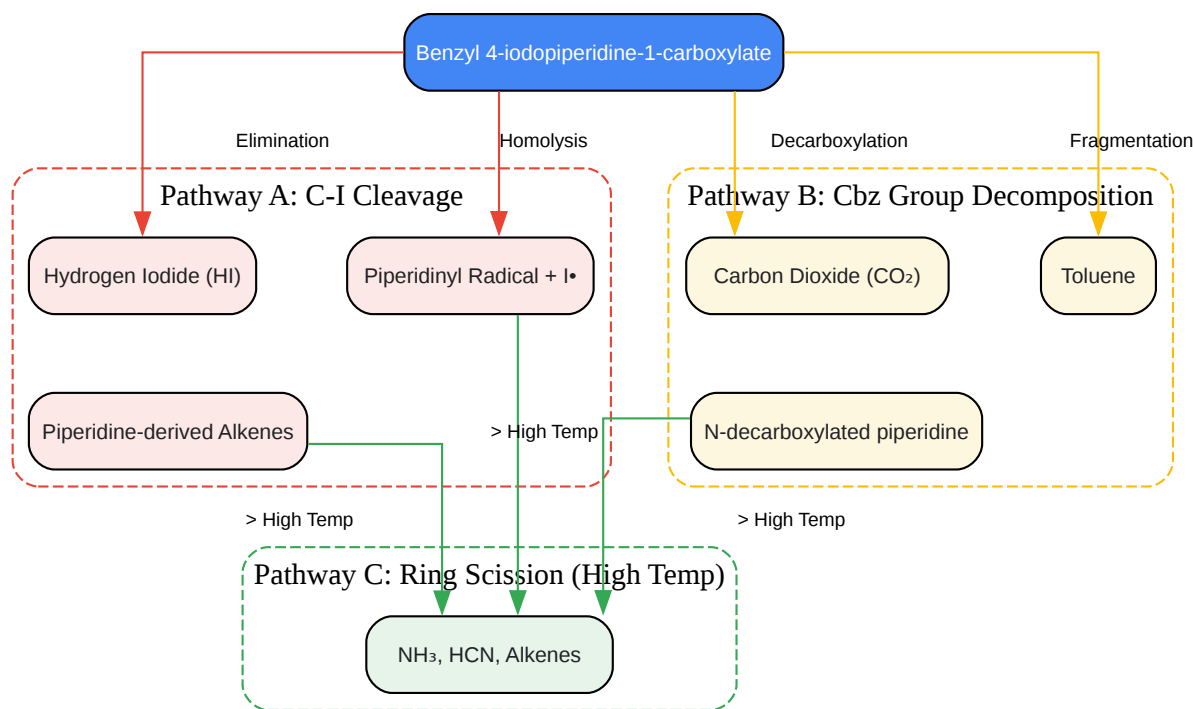 Benzyl 4-iodopiperidine-1-carboxylate
Elimination
Homolysis
Decarboxylation
Fragmentation
Pathway A: C-I Cleavage
Pathway B: Cbz Group Decomposition
Hydrogen Iodide (HI)
Piperidinyl Radical + I•
Carbon Dioxide (CO₂)
Toluene
Piperidine-derived Alkenes
> High Temp
N-decarboxylated piperidine
> High Temp
> High Temp
Pathway C: Ring Scission (High Temp)
NH₃, HCN, Alkenes